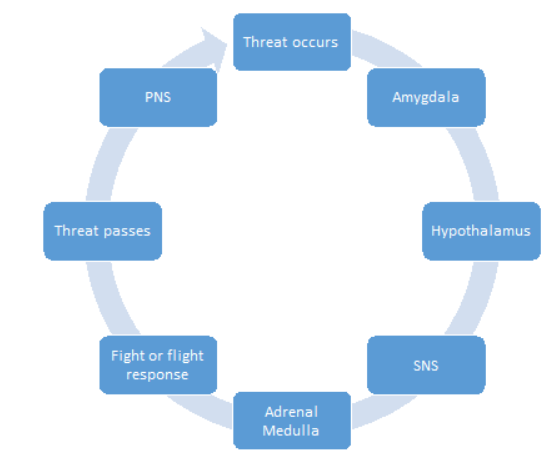 Threat occurs
Amygdala
Hypothalamus
SNS
Adrenal
Medulla
Fight or flight
response
Threat passes
PNS